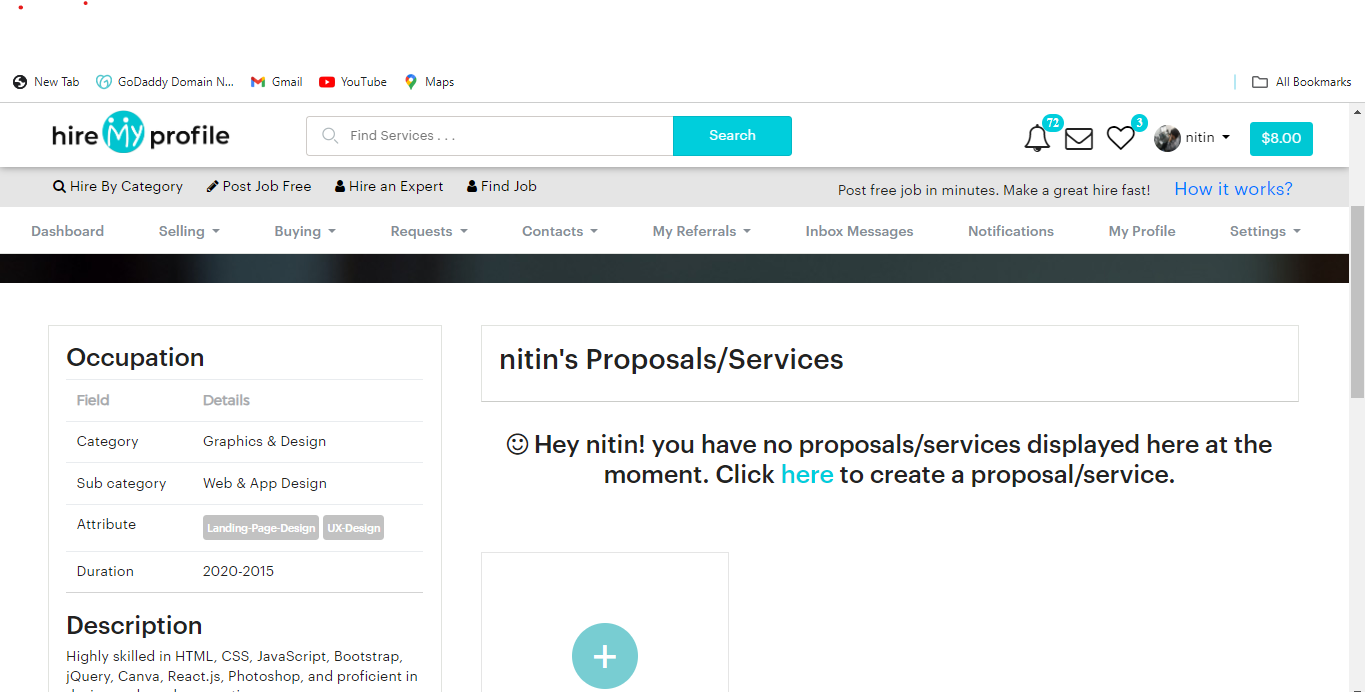 New Tab GoDaddy Domain N... Gmail YouTube Maps All Bookmarks
hire My profile Find Services . . . Search 72 3 nitin $8.00
Hire By Category Post Job Free Hire an Expert Find Job Post free job in minutes. Make a great hire fast! How it works?
Dashboard Selling Buying Requests Contacts My Referrals Inbox Messages Notifications My Profile Settings
Occupation
Field Details
Category Graphics & Design
Sub category Web & App Design
Attribute Landing-Page-Design UX-Design
Duration 2020-2015
Description
Highly skilled in HTML, CSS, JavaScript, Bootstrap,
jQuery, Canva, React.js, Photoshop, and proficient in
nitin's Proposals/Services
Hey nitin! you have no proposals/services displayed here at the
moment. Click here to create a proposal/service.
+